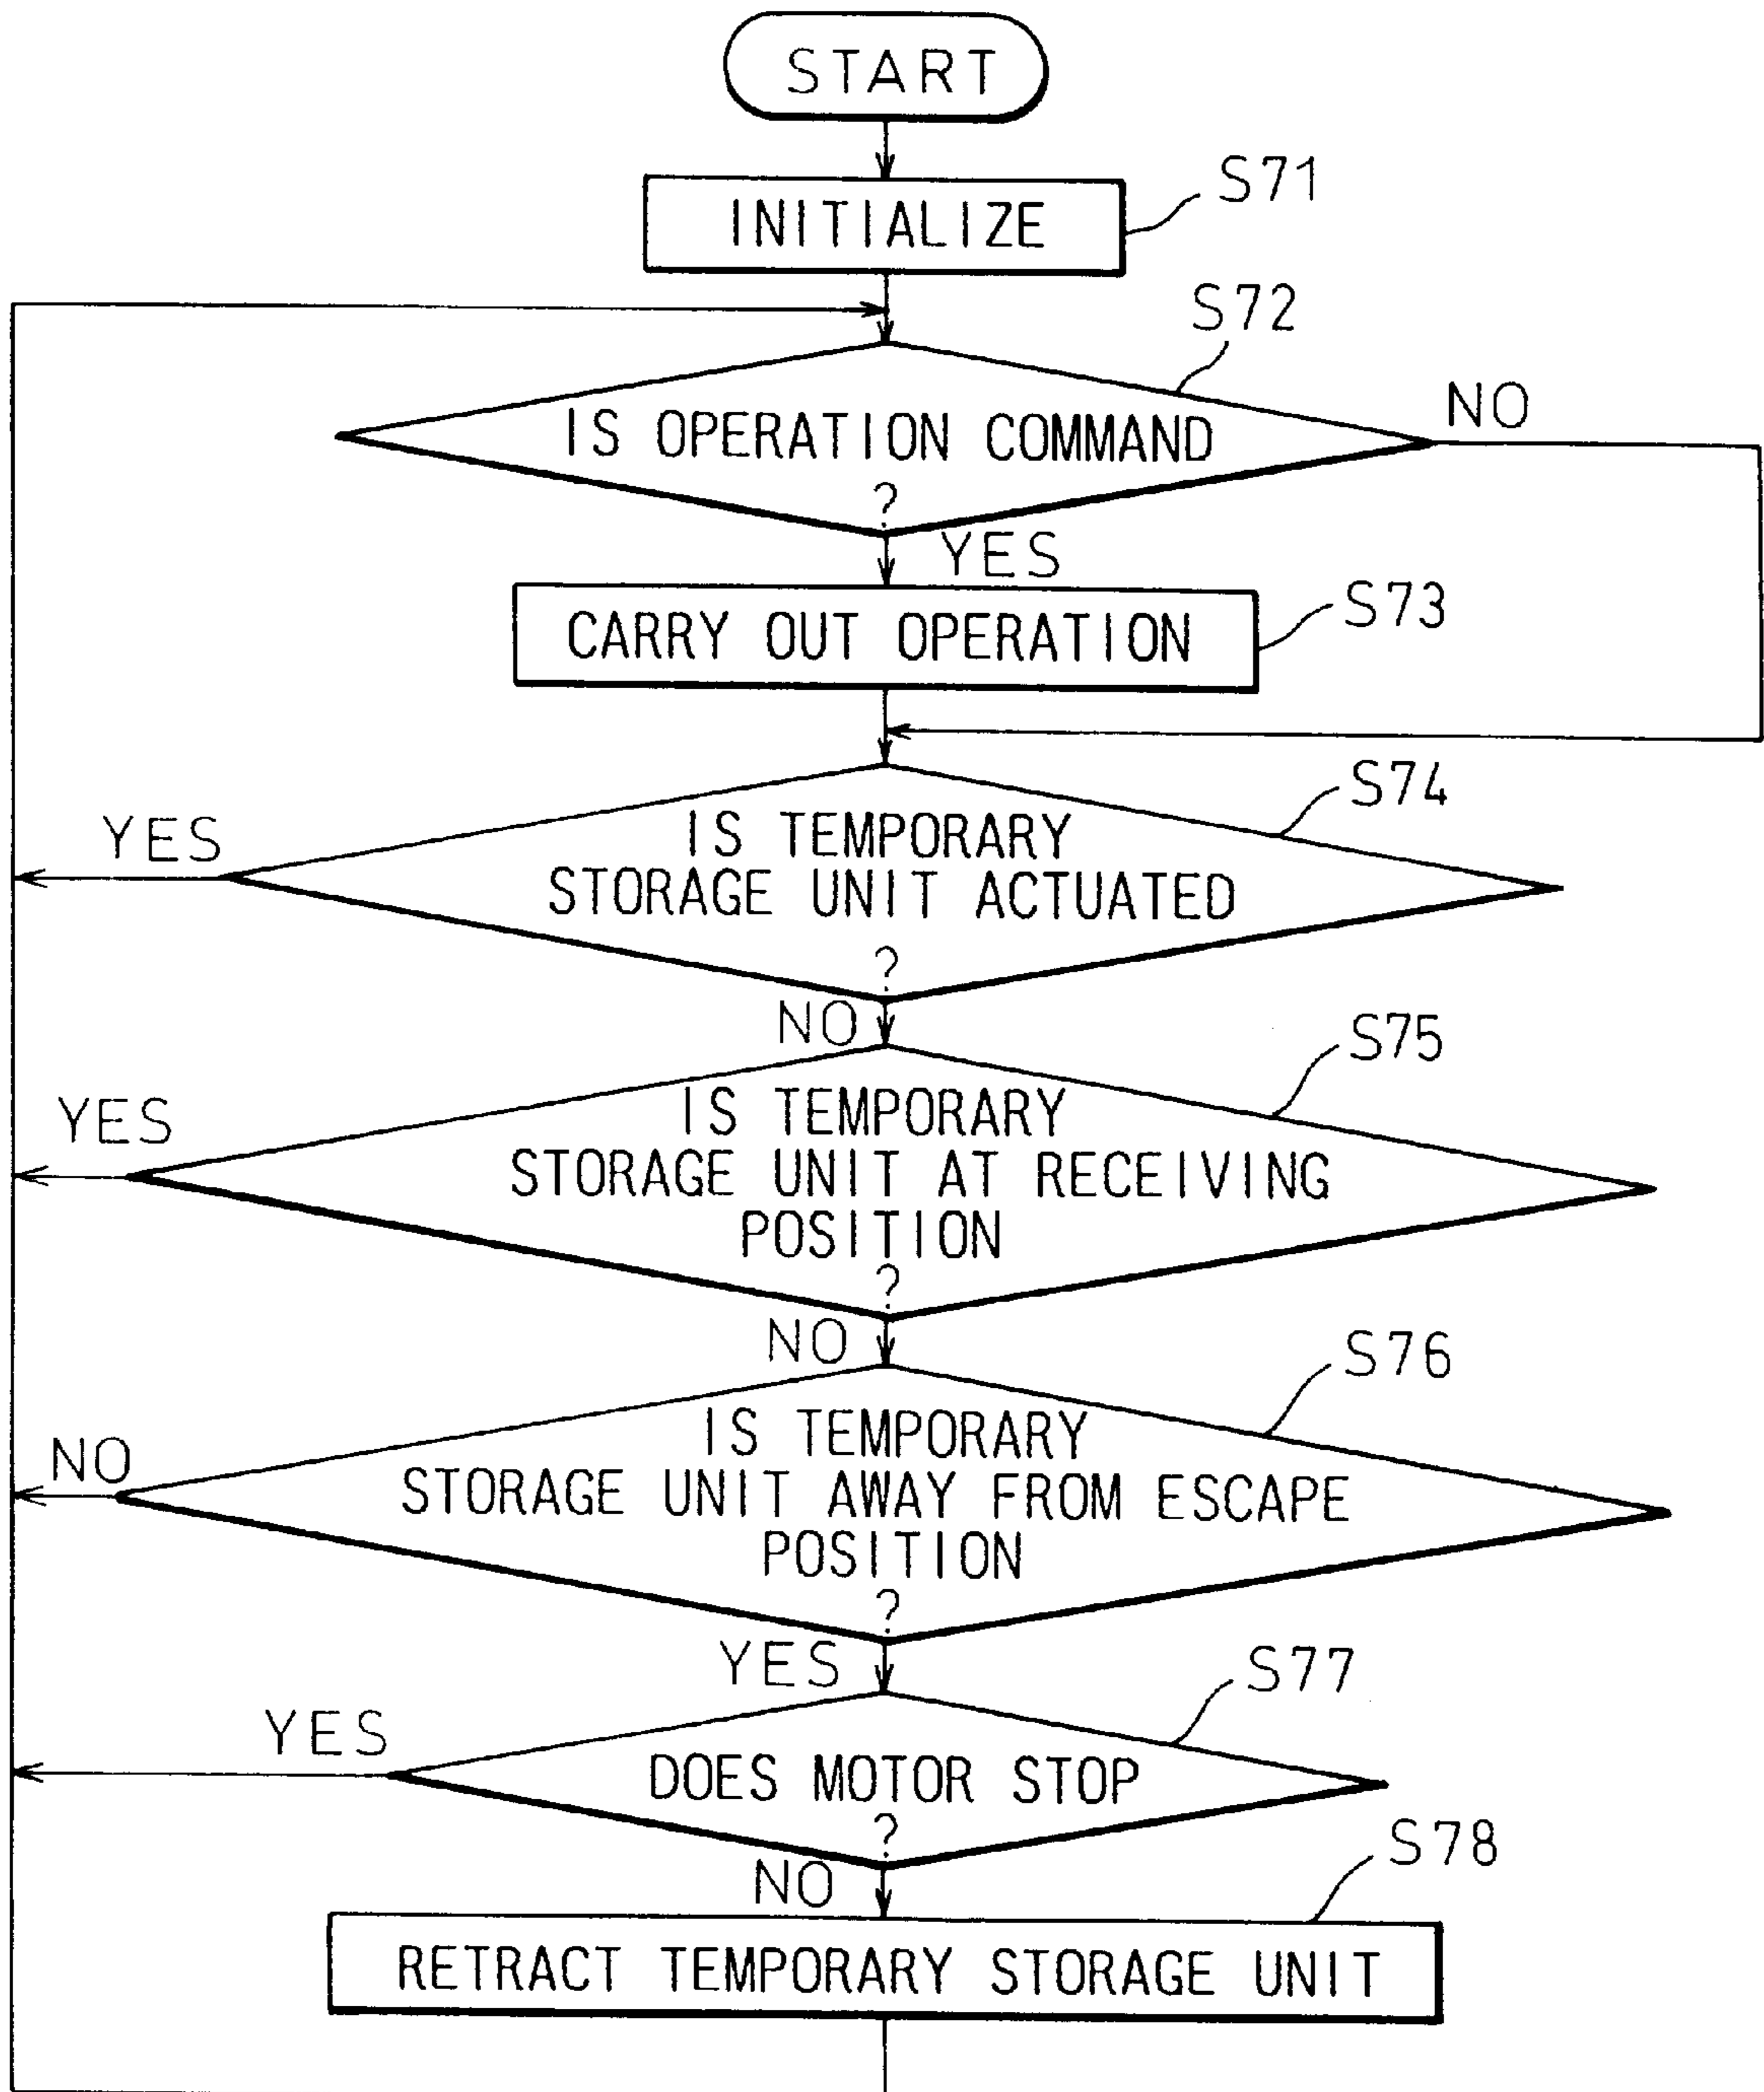 START
S71
INITIALIZE
S72
NO
IS OPERATION COMMAND
?
YES
S73
CARRY OUT OPERATION
S74
YES
IS TEMPORARY
STORAGE UNIT ACTUATED
?
NO
S75
YES
IS TEMPORARY
STORAGE UNIT AT RECEIVING
POSITION
?
NO
S76
NO
IS TEMPORARY
STORAGE UNIT AWAY FROM ESCAPE
POSITION
?
YES
S77
YES
DOES MOTOR STOP
?
NO
S78
RETRACT TEMPORARY STORAGE UNIT